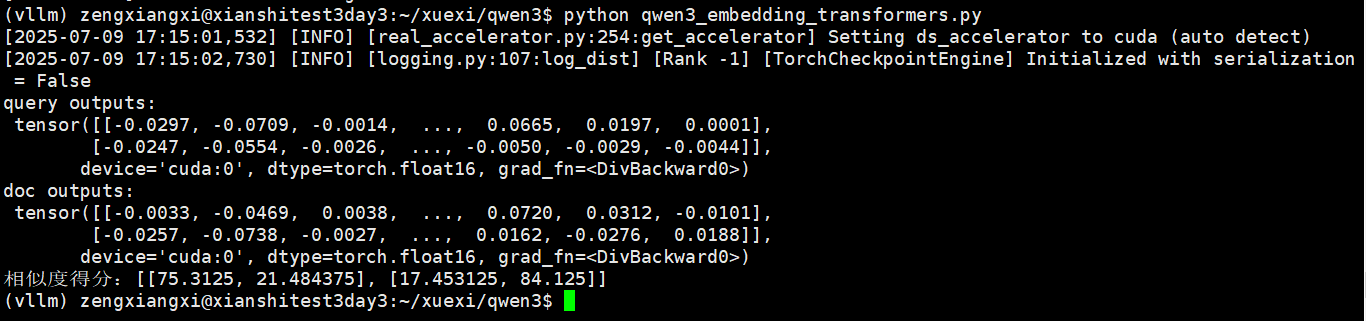 (vllm) zengxiangxi@xianshitest3day3:~/xuexi/qwen3$ python qwen3_embedding_transformers.py
[2025-07-09 17:15:01,532] [INFO] [real_accelerator.py:254:get_accelerator] Setting ds_accelerator to cuda (auto detect)
[2025-07-09 17:15:02,730] [INFO] [logging.py:107:log_dist] [Rank -1] [TorchCheckpointEngine] Initialized with serialization
 = False
query outputs:
 tensor([[-0.0297, -0.0709, -0.0014,  ...,  0.0665,  0.0197,  0.0001],
        [-0.0247, -0.0554, -0.0026,  ..., -0.0050, -0.0029, -0.0044]],
       device='cuda:0', dtype=torch.float16, grad_fn=<DivBackward0>)
doc outputs:
 tensor([[-0.0033, -0.0469,  0.0038,  ...,  0.0720,  0.0312, -0.0101],
        [-0.0257, -0.0738, -0.0027,  ...,  0.0162, -0.0276,  0.0188]],
       device='cuda:0', dtype=torch.float16, grad_fn=<DivBackward0>)
相似度得分：[[75.3125, 21.484375], [17.453125, 84.125]]
(vllm) zengxiangxi@xianshitest3day3:~/xuexi/qwen3$